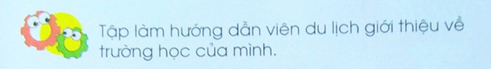 Tập làm hướng dẫn viên du lịch giới thiệu về
trường học của mình.